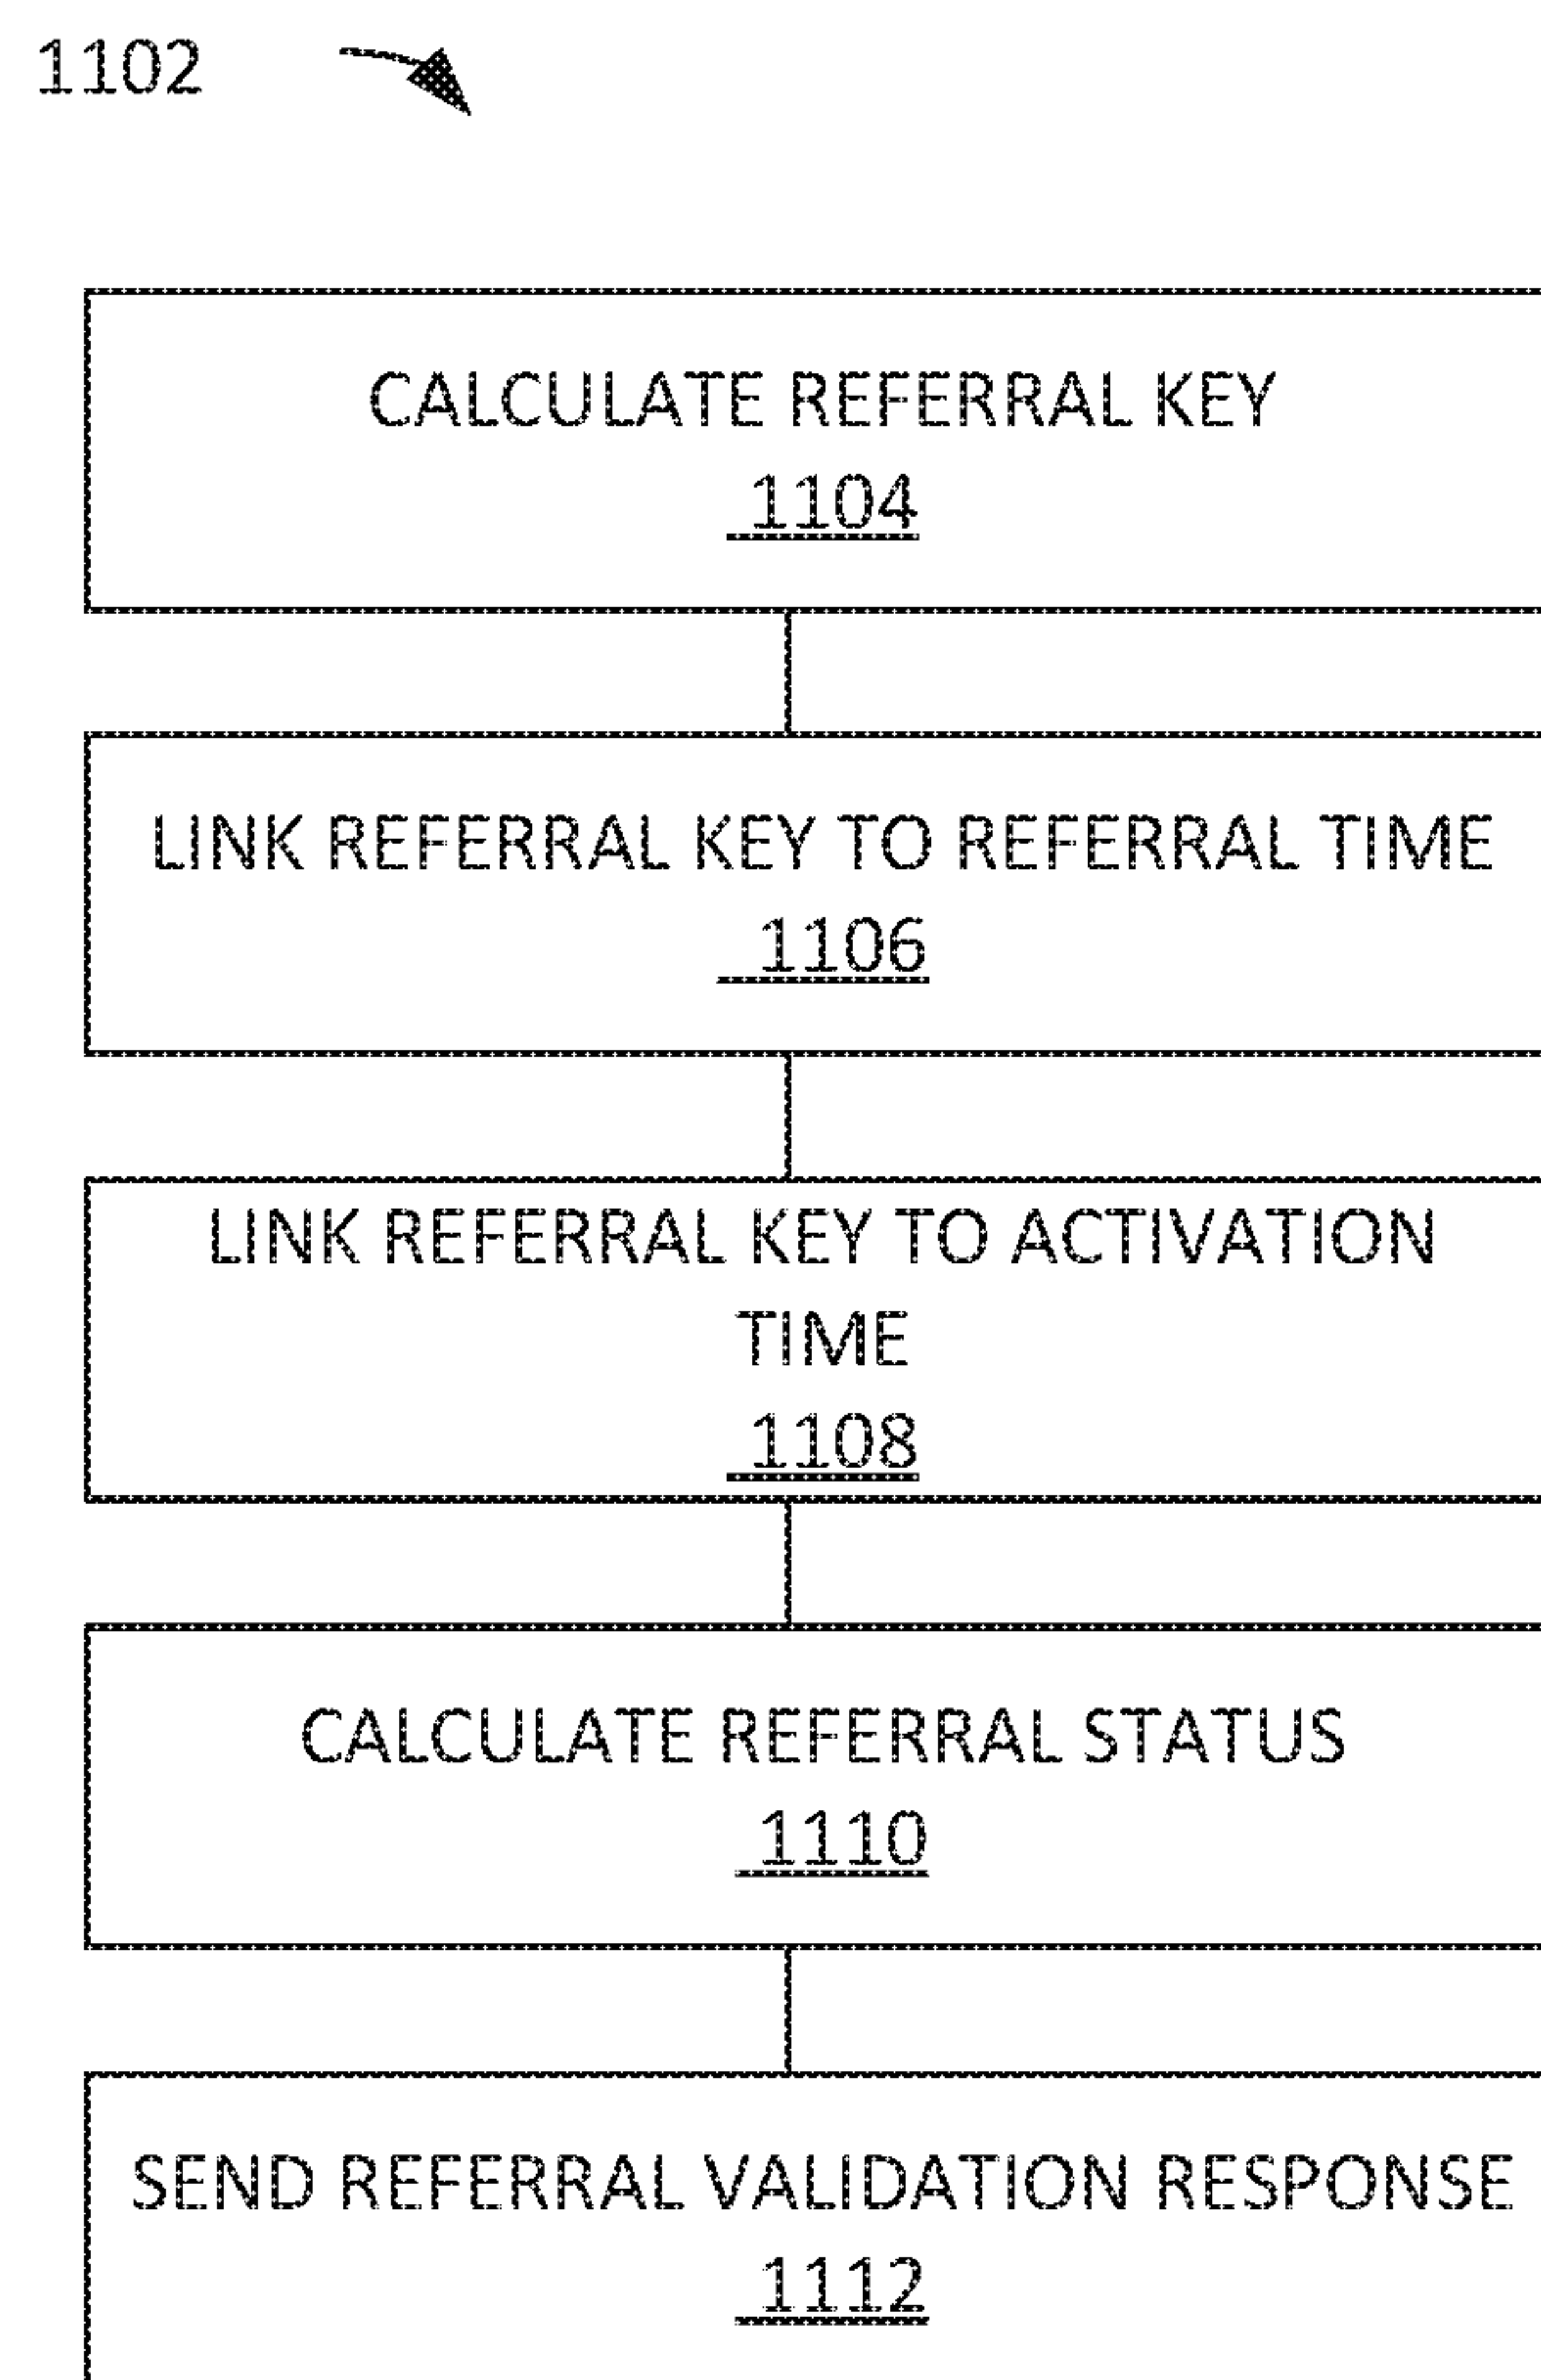 1102
CALCULATE REFERRAL KEY
1104
LINK REFERRAL KEY TO REFERRAL TIME
1106
LINK REFERRAL KEY TO ACTIVATION
TIME
1108
CALCULATE REFERRAL STATUS
1110
SEND REFERRAL VALIDATION RESPONSE
1112